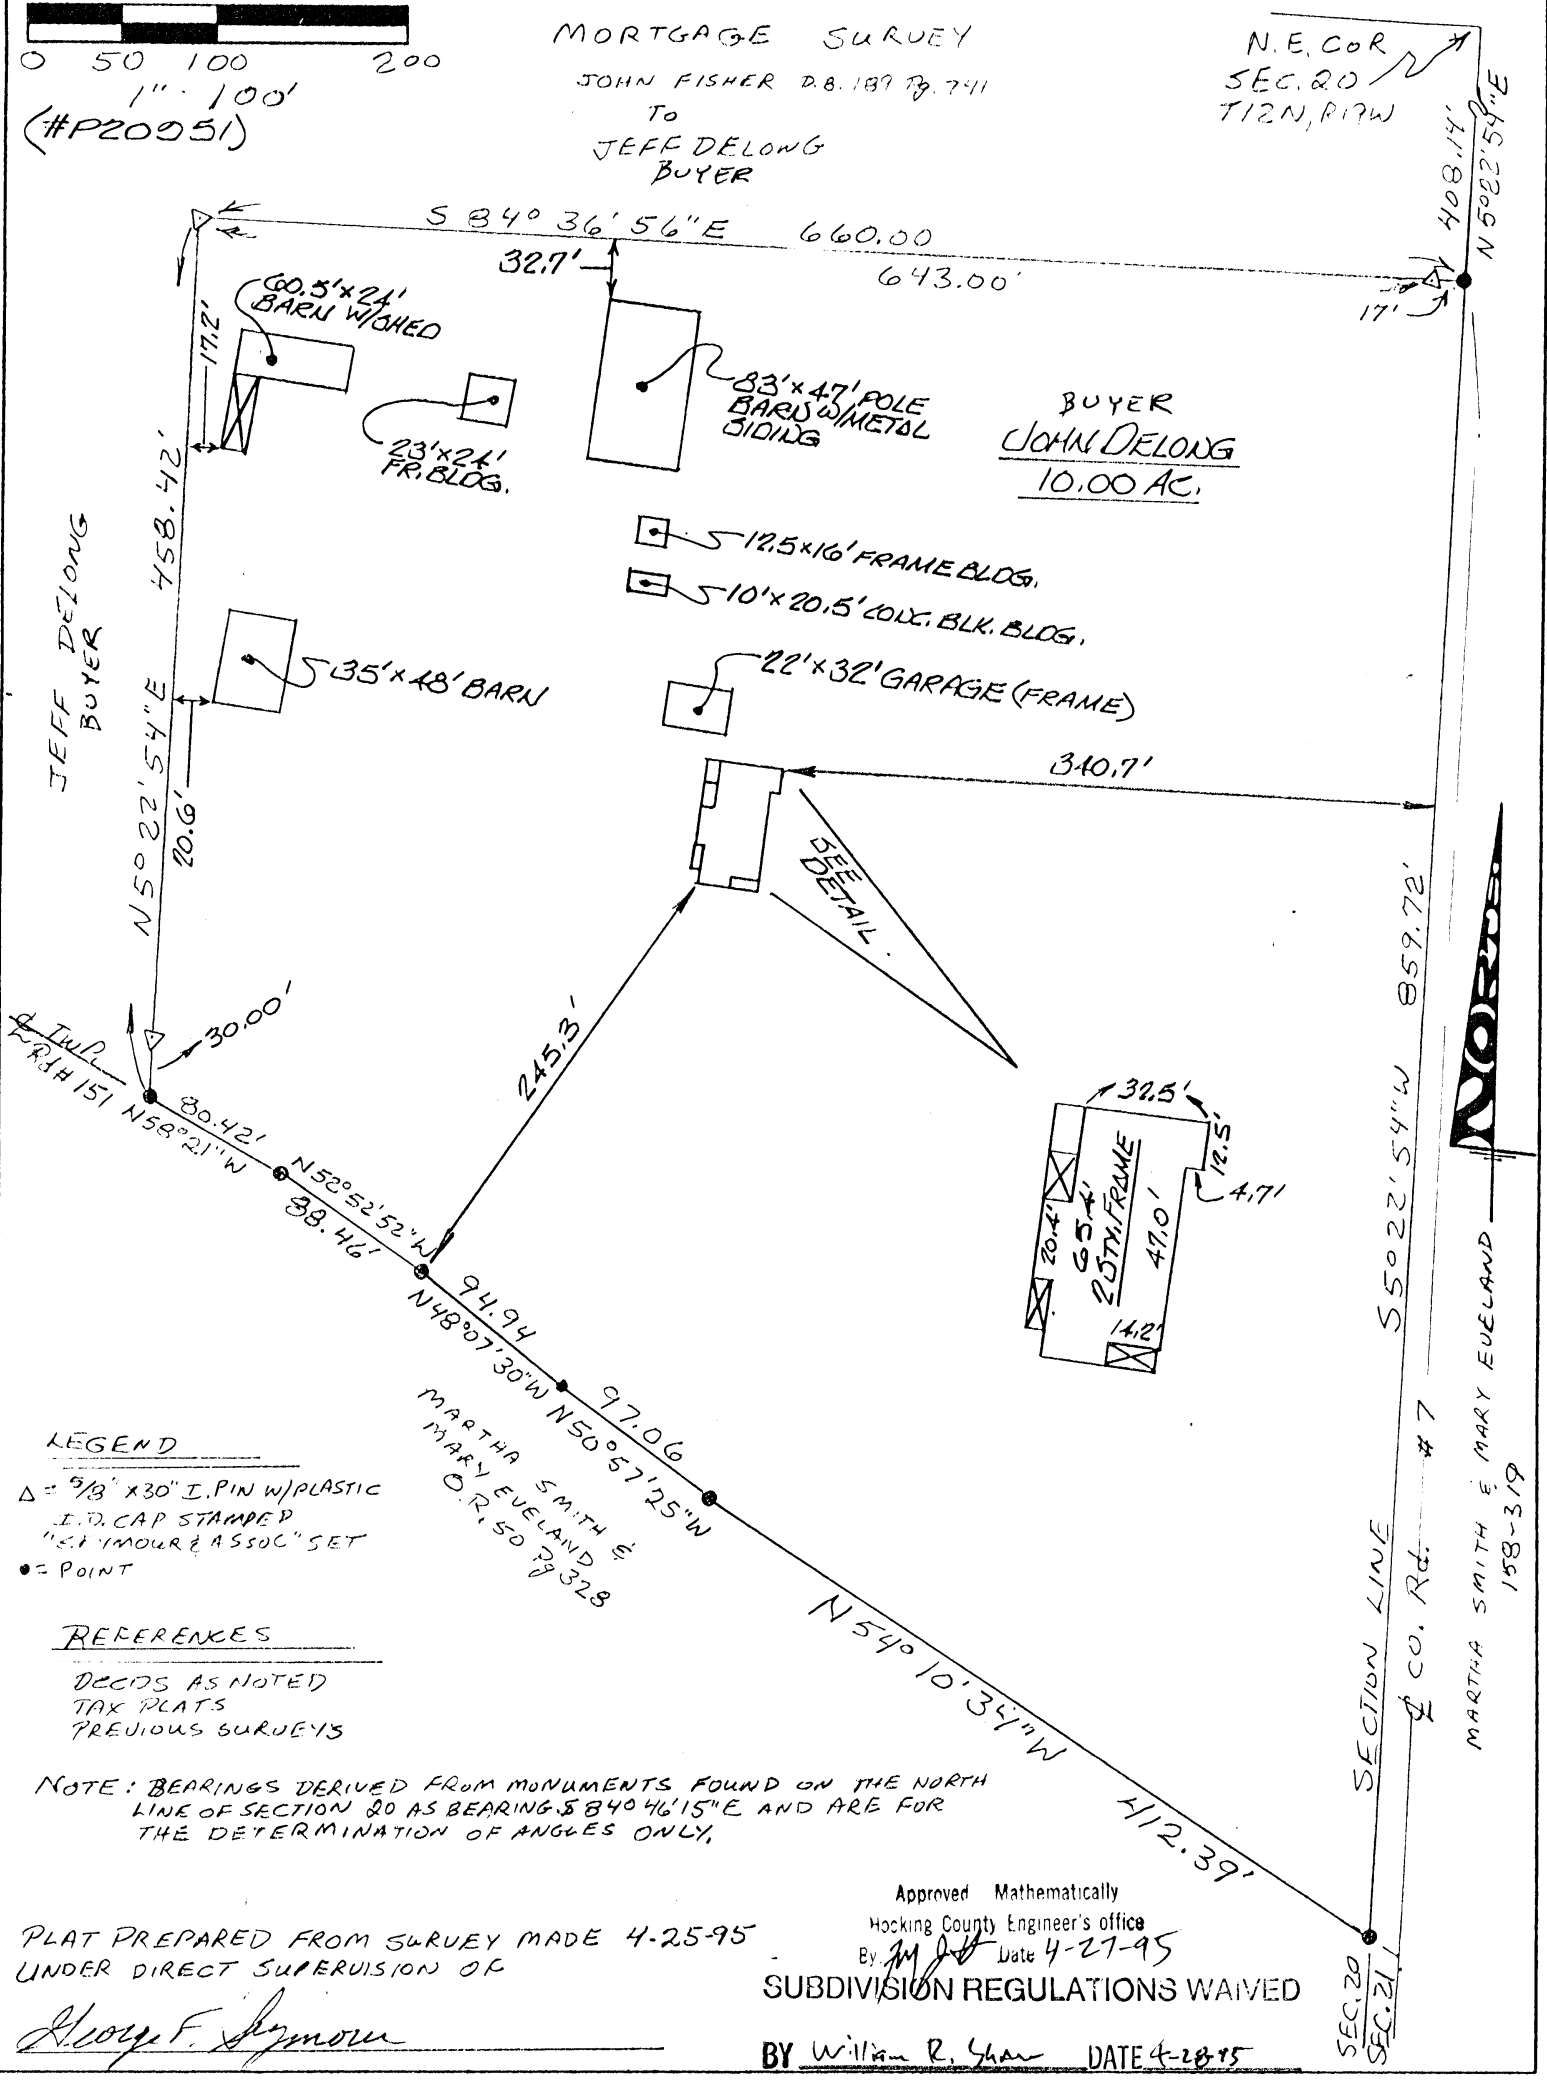 0 50 100 200
1" : 100'
(#P20951)
MORTGAGE SURVEY
JOHN FISHER D.B. 189 Pg. 741
To
JEFF DELONG
BUYER
N.E. COR
SEC. 20
T12N, R17W
408.14'
N 5°22'54"E
S 84° 36' 56"E 660.00
643.00'
17'
32.7'
60.5'x24'
BARN W/SHED
17.2'
23'x24'
FR. BLDG.
83'x47' POLE
BARN W/METAL
SIDING
BUYER
JOHN DELONG
10.00 AC.
12.5x16' FRAME BLDG.
10'x20.5' CONC. BLK. BLDG.
22'x32' GARAGE (FRAME)
35'x48' BARN
JEFF DELONG
BUYER
N 5° 22' 54" E 458.42'
20.6'
340.7'
SEE
DETAIL
245.3'
30.00'
℄ Twp.
Rd# 151
N58°21"W
80.42'
N52°52'52"W
88.46'
94.94
N48°07'30"W
97.06
N50°57'25"W
MARTHA SMITH &
MARY EVELAND
O.R. 50 Pg 328
N 54° 10' 34" W
412.39'
32.5'
12.5'
4.7'
20.4'
65.4'
2 STY. FRAME
47.0'
14.2'
NORTH
SECTION LINE S 5° 22' 54" W 859.72'
℄ CO. Rd. #7
MARTHA SMITH & MARY EVELAND
158-319
SEC. 20
SEC. 21
LEGEND
△ = 5/8" x30" I. PIN W/PLASTIC
I.D. CAP STAMPED
"SEYMOUR & ASSOC" SET
● = POINT
REFERENCES
DEEDS AS NOTED
TAX PLATS
PREVIOUS SURVEYS
NOTE: BEARINGS DERIVED FROM MONUMENTS FOUND ON THE NORTH
LINE OF SECTION 20 AS BEARING S 84° 46' 15"E AND ARE FOR
THE DETERMINATION OF ANGLES ONLY.
PLAT PREPARED FROM SURVEY MADE 4-25-95
UNDER DIRECT SUPERVISION OF
George F. Seymour
Approved Mathematically
Hocking County Engineer's office
By Date 4-27-95
SUBDIVISION REGULATIONS WAIVED
BY William R. Shaw DATE 4-28-95